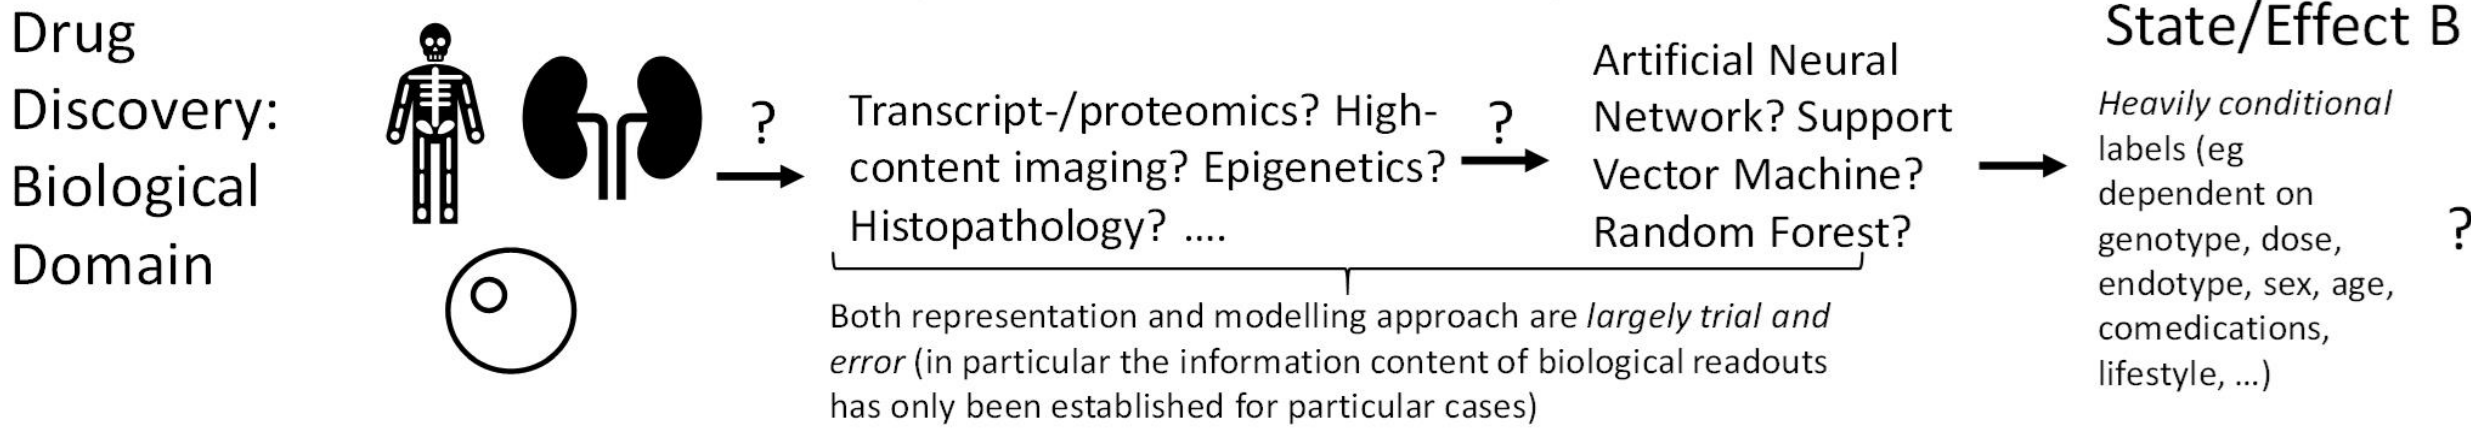 Drug
Discovery:
Biological
Domain
?
Transcript-/proteomics? High-
content imaging? Epigenetics?
Histopathology? ....
?
Artificial Neural
Network? Support
Vector Machine?
Random Forest?
Both representation and modelling approach are largely trial and
error (in particular the information content of biological readouts
has only been established for particular cases)
State/Effect B
Heavily conditional
labels (eg
dependent on
genotype, dose,
endotype, sex, age,
comedications,
lifestyle, ...)
?